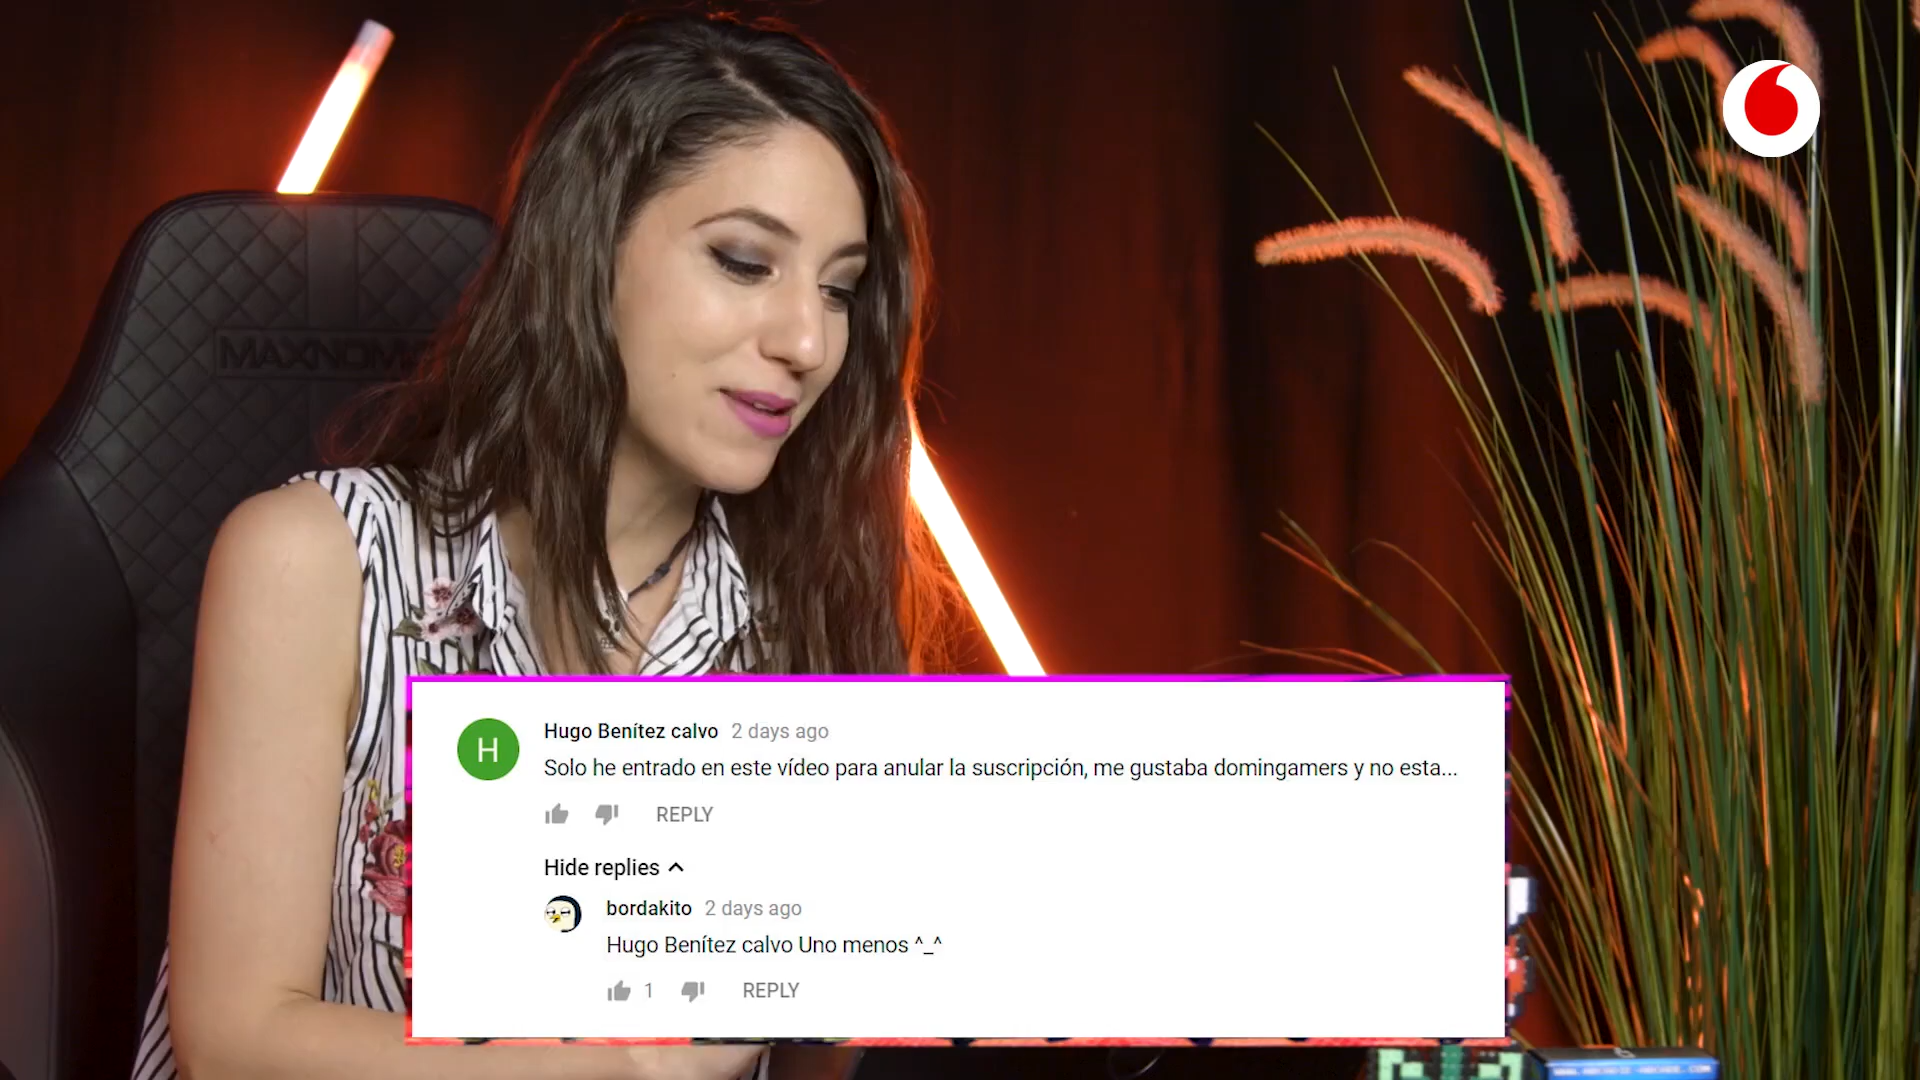 MAXNOM
Hugo Benítez calvo 2 days ago
Solo he entrado en este vídeo para anular la suscripción, me gustaba domingamers y no esta...
REPLY
Hide replies
H
bordakito 2 days ago
Hugo Benítez calvo Uno menos ^_^
1 REPLY